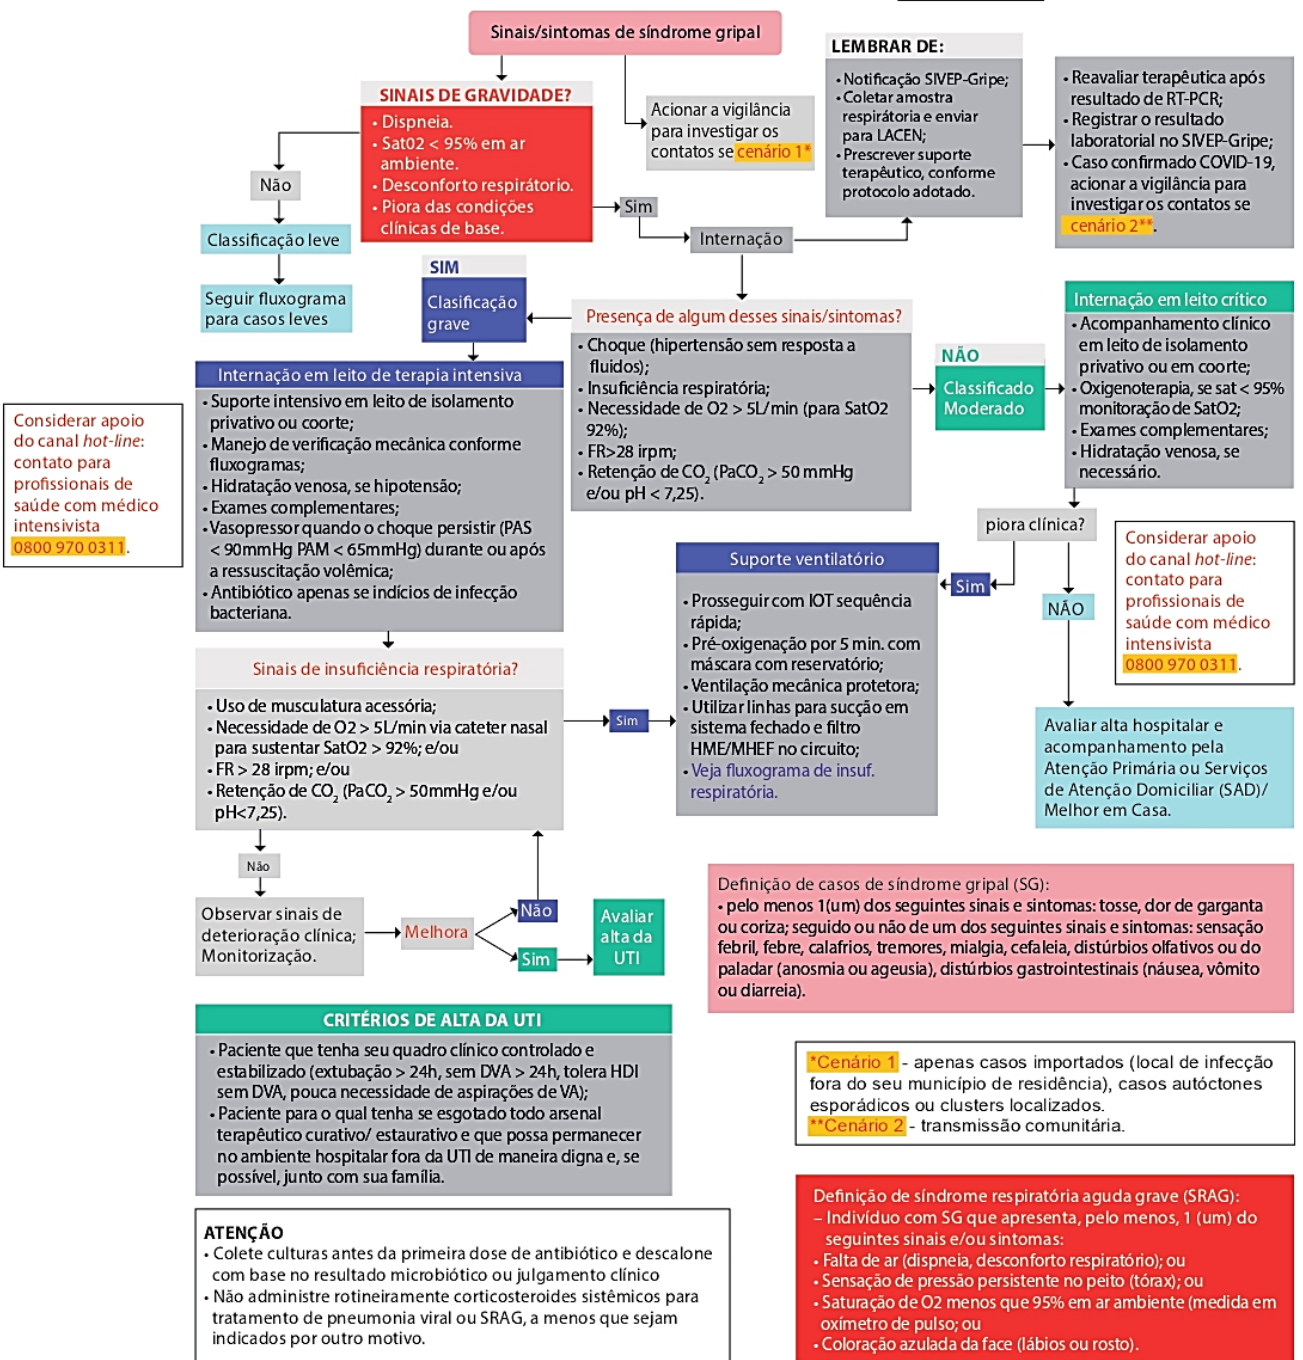 Sinais/sintomas de síndrome gripal
SINAIS DE GRAVIDADE?
• Dispneia.
• Sat02 < 95% em ar
ambiente.
• Desconforto respirátorio.
• Piora das condições
clínicas de base.
Acionar a vigilância
para investigar os
contatos se cenário 1*
LEMBRAR DE:
• Notificação SIVEP-Gripe;
• Coletar amostra
respirátoria e enviar
para LACEN;
• Prescrever suporte
terapêutico, conforme
protocolo adotado.
• Reavaliar terapêutica após
resultado de RT-PCR;
• Registrar o resultado
laboratorial no SIVEP-Gripe;
• Caso confirmado COVID-19,
acionar a vigilância para
investigar os contatos se
cenário 2**.
Não
Sim
Internação
Classificação leve
Seguir fluxograma
para casos leves
SIM
Clasificação
grave
Presença de algum desses sinais/sintomas?
• Choque (hipertensão sem resposta a
fluidos);
• Insuficiência respiratória;
• Necessidade de O2 > 5L/min (para SatO2
92%);
• FR>28 irpm;
• Retenção de CO2 (PaCO2 > 50 mmHg
e/ou pH < 7,25).
NÃO
Classificado
Moderado
Internação em leito crítico
• Acompanhamento clínico
em leito de isolamento
privativo ou em coorte;
• Oxigenoterapia, se sat < 95%
monitoração de SatO2;
• Exames complementares;
• Hidratação venosa, se
necessário.
Internação em leito de terapia intensiva
• Suporte intensivo em leito de isolamento
privativo ou coorte;
• Manejo de verificação mecânica conforme
fluxogramas;
• Hidratação venosa, se hipotensão;
• Exames complementares;
• Vasopressor quando o choque persistir (PAS
< 90mmHg PAM < 65mmHg) durante ou após
a ressuscitação volêmica;
• Antibiótico apenas se indícios de infecção
bacteriana.
Considerar apoio
do canal hot-line:
contato para
profissionais de
saúde com médico
intensivista
0800 970 0311.
piora clínica?
Sim
NÃO
Considerar apoio
do canal hot-line:
contato para
profissionais de
saúde com médico
intensivista
0800 970 0311.
Suporte ventilatório
• Prosseguir com IOT sequência
rápida;
• Pré-oxigenação por 5 min. com
máscara com reservatório;
• Ventilação mecânica protetora;
• Utilizar linhas para sucção em
sistema fechado e filtro
HME/MHEF no circuito;
• Veja fluxograma de insuf.
respiratória.
Sinais de insuficiência respiratória?
• Uso de musculatura acessória;
• Necessidade de O2 > 5L/min via cateter nasal
para sustentar SatO2 > 92%; e/ou
• FR > 28 irpm; e/ou
• Retenção de CO2 (PaCO2 > 50mmHg e/ou
pH<7,25).
Sim
Avaliar alta hospitalar e
acompanhamento pela
Atenção Primária ou Serviços
de Atenção Domiciliar (SAD)/
Melhor em Casa.
Não
Observar sinais de
deterioração clínica;
Monitorização.
Melhora
Não
Sim
Avaliar
alta da
UTI
Definição de casos de síndrome gripal (SG):
• pelo menos 1(um) dos seguintes sinais e sintomas: tosse, dor de garganta
ou coriza; seguido ou não de um dos seguintes sinais e sintomas: sensação
febril, febre, calafrios, tremores, mialgia, cefaleia, distúrbios olfativos ou do
paladar (anosmia ou ageusia), distúrbios gastrointestinais (náusea, vômito
ou diarreia).
CRITÉRIOS DE ALTA DA UTI
• Paciente que tenha seu quadro clínico controlado e
estabilizado (extubação > 24h, sem DVA > 24h, tolera HDI
sem DVA, pouca necessidade de aspirações de VA);
• Paciente para o qual tenha se esgotado todo arsenal
terapêutico curativo/ estaurativo e que possa permanecer
no ambiente hospitalar fora da UTI de maneira digna e, se
possível, junto com sua família.
*Cenário 1 - apenas casos importados (local de infecção
fora do seu município de residência), casos autóctones
esporádicos ou clusters localizados.
**Cenário 2 - transmissão comunitária.
ATENÇÃO
• Colete culturas antes da primeira dose de antibiótico e descalone
com base no resultado microbiótico ou julgamento clínico
• Não administre rotineiramente corticosteroides sistêmicos para
tratamento de pneumonia viral ou SRAG, a menos que sejam
indicados por outro motivo.
Definição de síndrome respiratória aguda grave (SRAG):
– Indivíduo com SG que apresenta, pelo menos, 1 (um) do
seguintes sinais e/ou sintomas:
• Falta de ar (dispneia, desconforto respiratório); ou
• Sensação de pressão persistente no peito (tórax); ou
• Saturação de O2 menos que 95% em ar ambiente (medida em
oxímetro de pulso; ou
• Coloração azulada da face (lábios ou rosto).